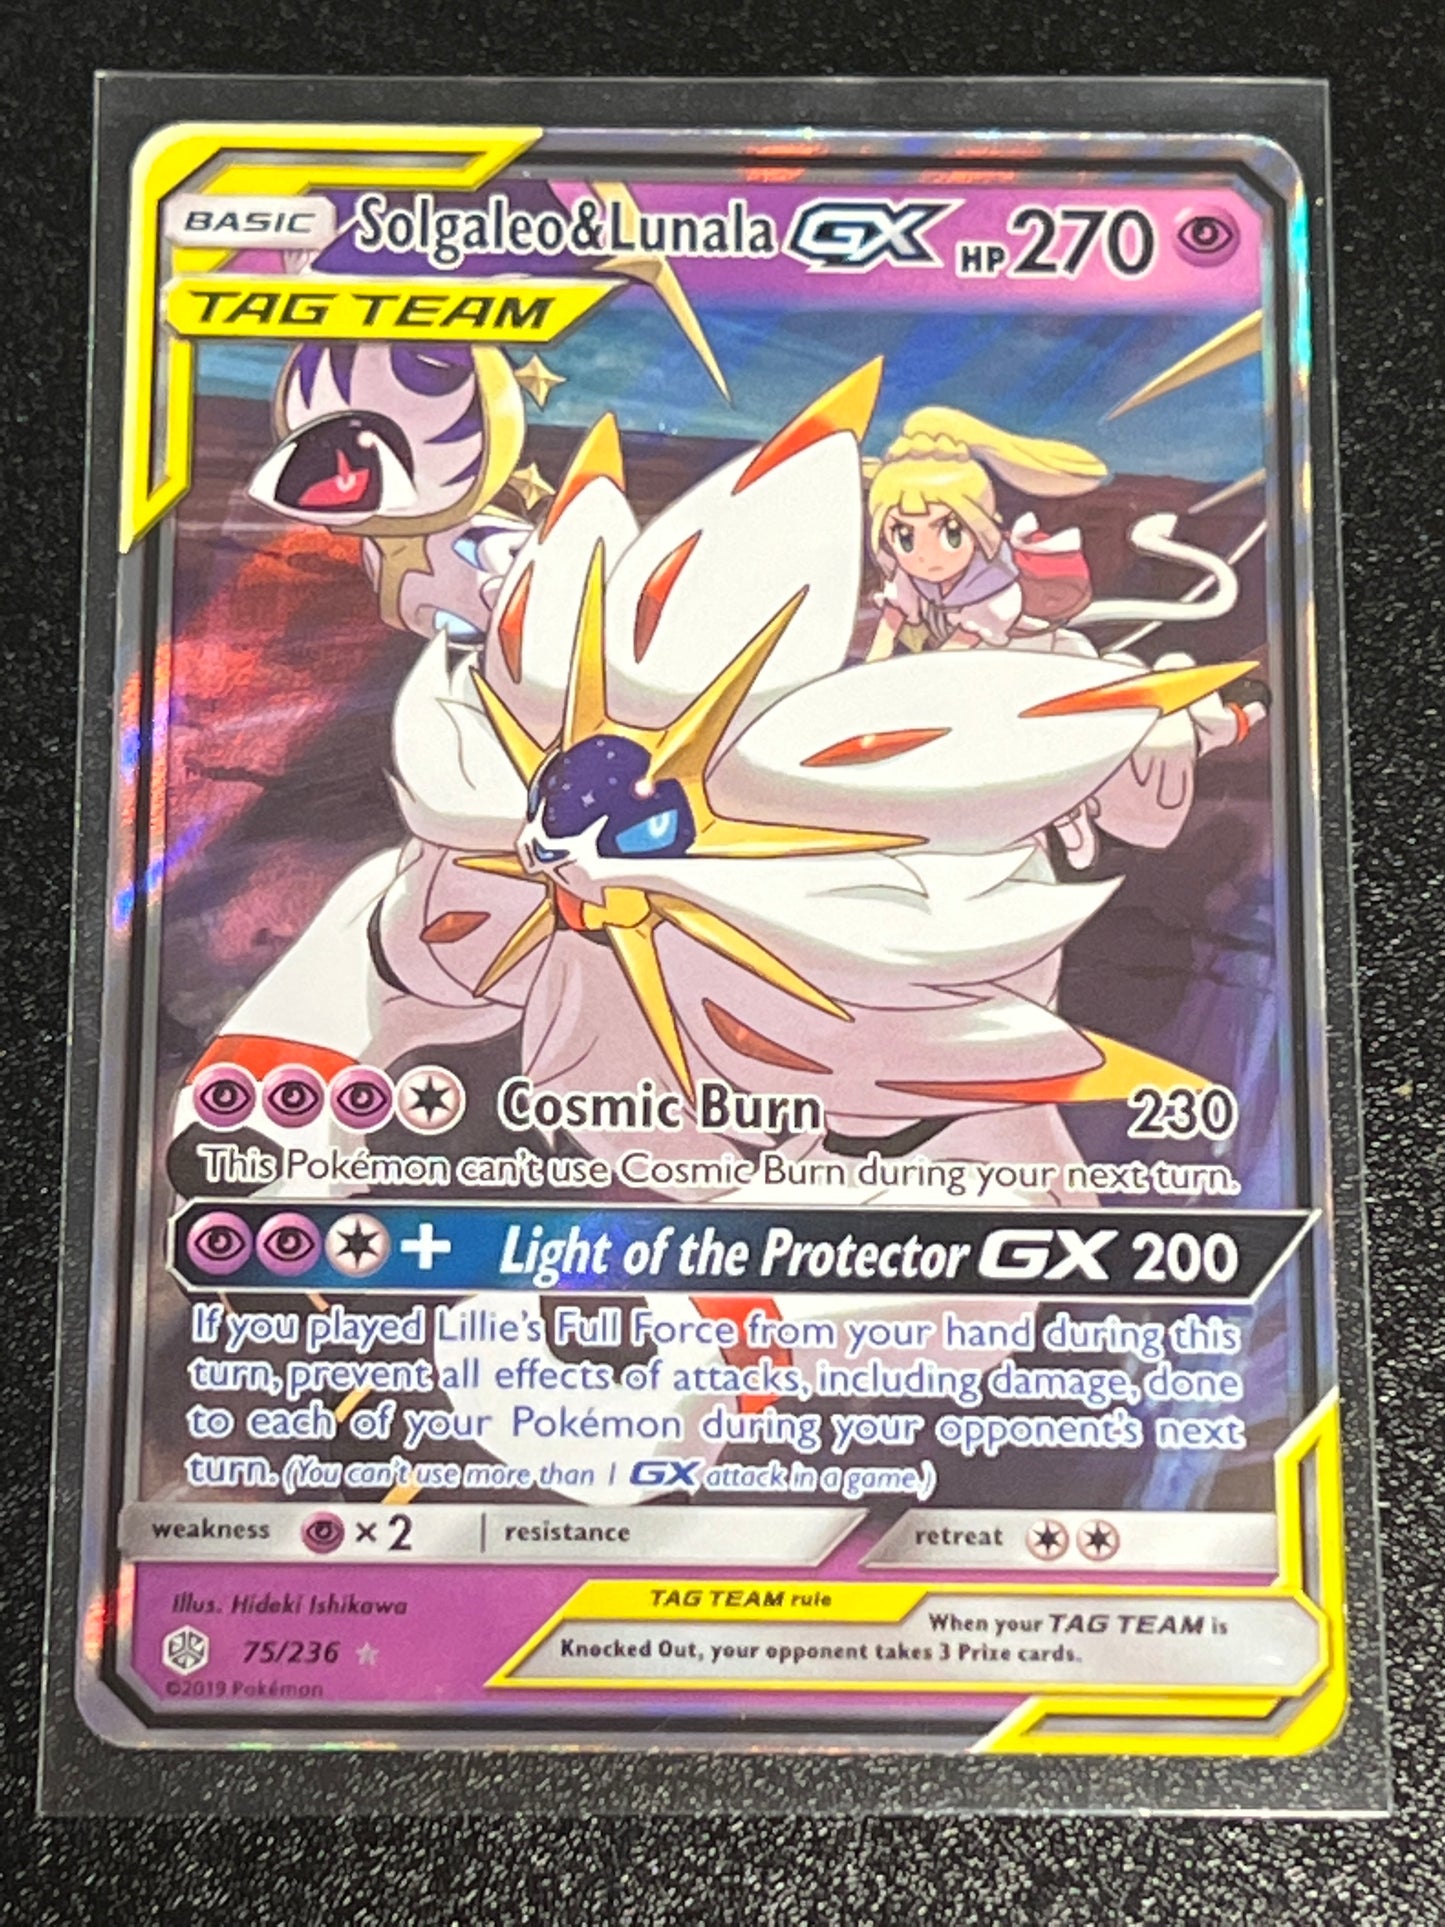 BASIC Solgaleo&Lunala GX HP 270
TAG TEAM
Cosmic Burn 230
This Pokémon can't use Cosmic Burn during your next turn.
+ Light of the Protector GX 200
If you played Lillie's Full Force from your hand during this
turn, prevent all effects of attacks, including damage, done
to each of your Pokémon during your opponent's next
turn. (You can't use more than 1 GX attack in a game.)
weakness × 2 resistance retreat
Illus. Hideki Ishikawa
75/236
©2019 Pokémon
TAG TEAM rule
When your TAG TEAM is
Knocked Out, your opponent takes 3 Prize cards.